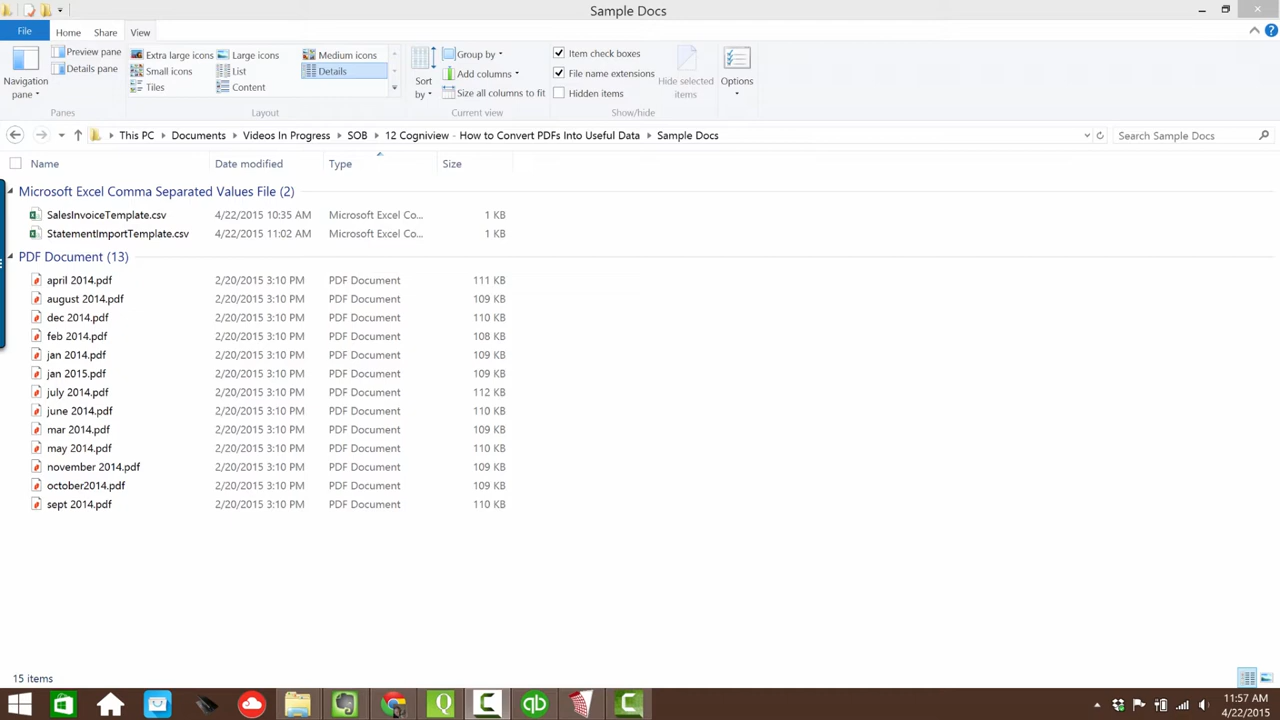 Sample Docs
File Home Share View
Navigation pane
Preview pane
Details pane
Panes
Extra large icons Large icons Medium icons
Small icons List Details
Tiles Content
Layout
Sort by
Group by
Add columns
Size all columns to fit
Current view
Item check boxes
File name extensions
Hidden items
Hide selected items
Show/hide
Options
This PC Documents Videos In Progress SOB 12 Cogniview - How to Convert PDFs Into Useful Data Sample Docs
Search Sample Docs
Name Date modified Type Size
Microsoft Excel Comma Separated Values File (2)
SalesInvoiceTemplate.csv 4/22/2015 10:35 AM Microsoft Excel Co... 1 KB
StatementImportTemplate.csv 4/22/2015 11:02 AM Microsoft Excel Co... 1 KB
PDF Document (13)
april 2014.pdf 2/20/2015 3:10 PM PDF Document 111 KB
august 2014.pdf 2/20/2015 3:10 PM PDF Document 109 KB
dec 2014.pdf 2/20/2015 3:10 PM PDF Document 110 KB
feb 2014.pdf 2/20/2015 3:10 PM PDF Document 108 KB
jan 2014.pdf 2/20/2015 3:10 PM PDF Document 109 KB
jan 2015.pdf 2/20/2015 3:10 PM PDF Document 109 KB
july 2014.pdf 2/20/2015 3:10 PM PDF Document 112 KB
june 2014.pdf 2/20/2015 3:10 PM PDF Document 110 KB
mar 2014.pdf 2/20/2015 3:10 PM PDF Document 109 KB
may 2014.pdf 2/20/2015 3:10 PM PDF Document 110 KB
november 2014.pdf 2/20/2015 3:10 PM PDF Document 109 KB
october2014.pdf 2/20/2015 3:10 PM PDF Document 109 KB
sept 2014.pdf 2/20/2015 3:10 PM PDF Document 110 KB
15 items
11:57 AM
4/22/2015